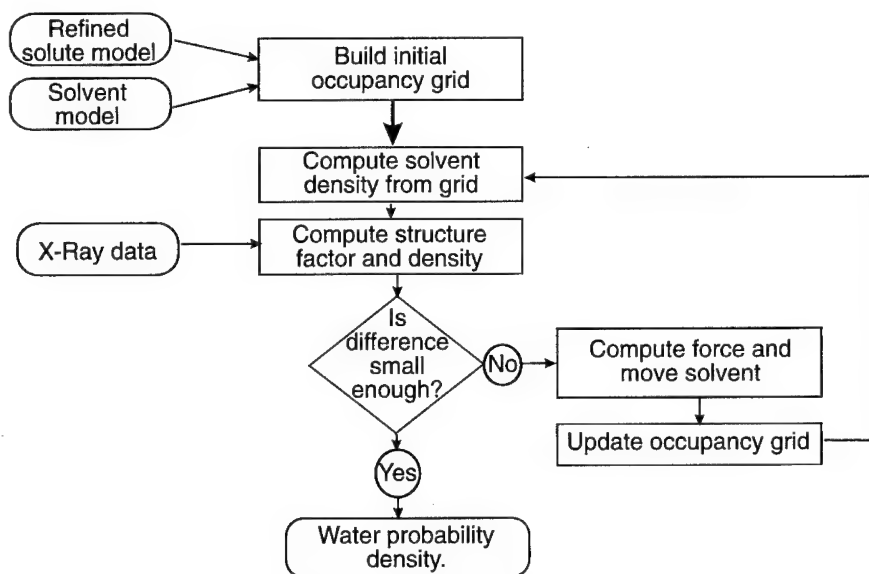 Refined
solute model
Solvent
model
Build initial
occupancy grid
Compute solvent
density from grid
X-Ray data
Compute structure
factor and density
Is
difference
small
enough?
No
Compute force and
move solvent
Update occupancy grid
Yes
Water probability
density.